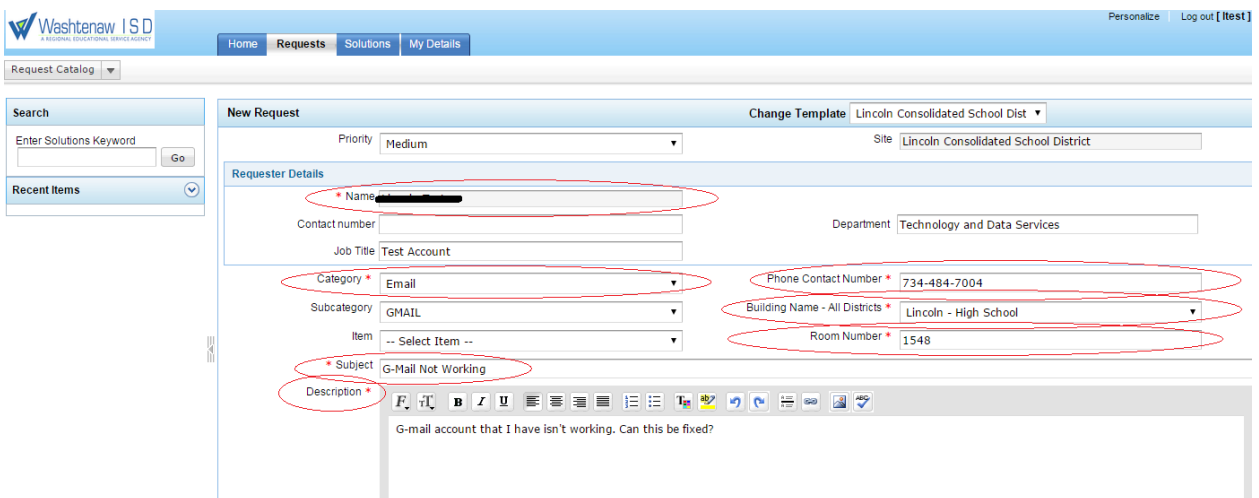 Washtenaw ISD
A REGIONAL EDUCATIONAL SERVICE AGENCY
Personalize Log out [ ltest ]
Home Requests Solutions My Details
Request Catalog
Search
Enter Solutions Keyword
Go
Recent Items
New Request Change Template Lincoln Consolidated School Dist
Priority Medium Site Lincoln Consolidated School District
Requester Details
* Name
Contact number Department Technology and Data Services
Job Title Test Account
Category * Email Phone Contact Number * 734-484-7004
Subcategory GMAIL Building Name - All Districts * Lincoln - High School
Item -- Select Item -- Room Number * 1548
* Subject G-Mail Not Working
Description *
F T B I U T ab ABC
G-mail account that I have isn't working. Can this be fixed?